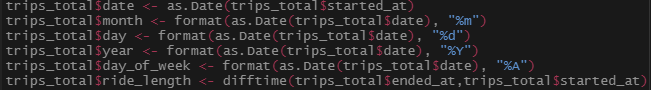 trips_total$date <- as.Date(trips_total$started_at)
trips_total$month <- format(as.Date(trips_total$date), "%m")
trips_total$day <- format(as.Date(trips_total$date), "%d")
trips_total$year <- format(as.Date(trips_total$date), "%Y")
trips_total$day_of_week <- format(as.Date(trips_total$date), "%A")
trips_total$ride_length <- difftime(trips_total$ended_at,trips_total$started_at)